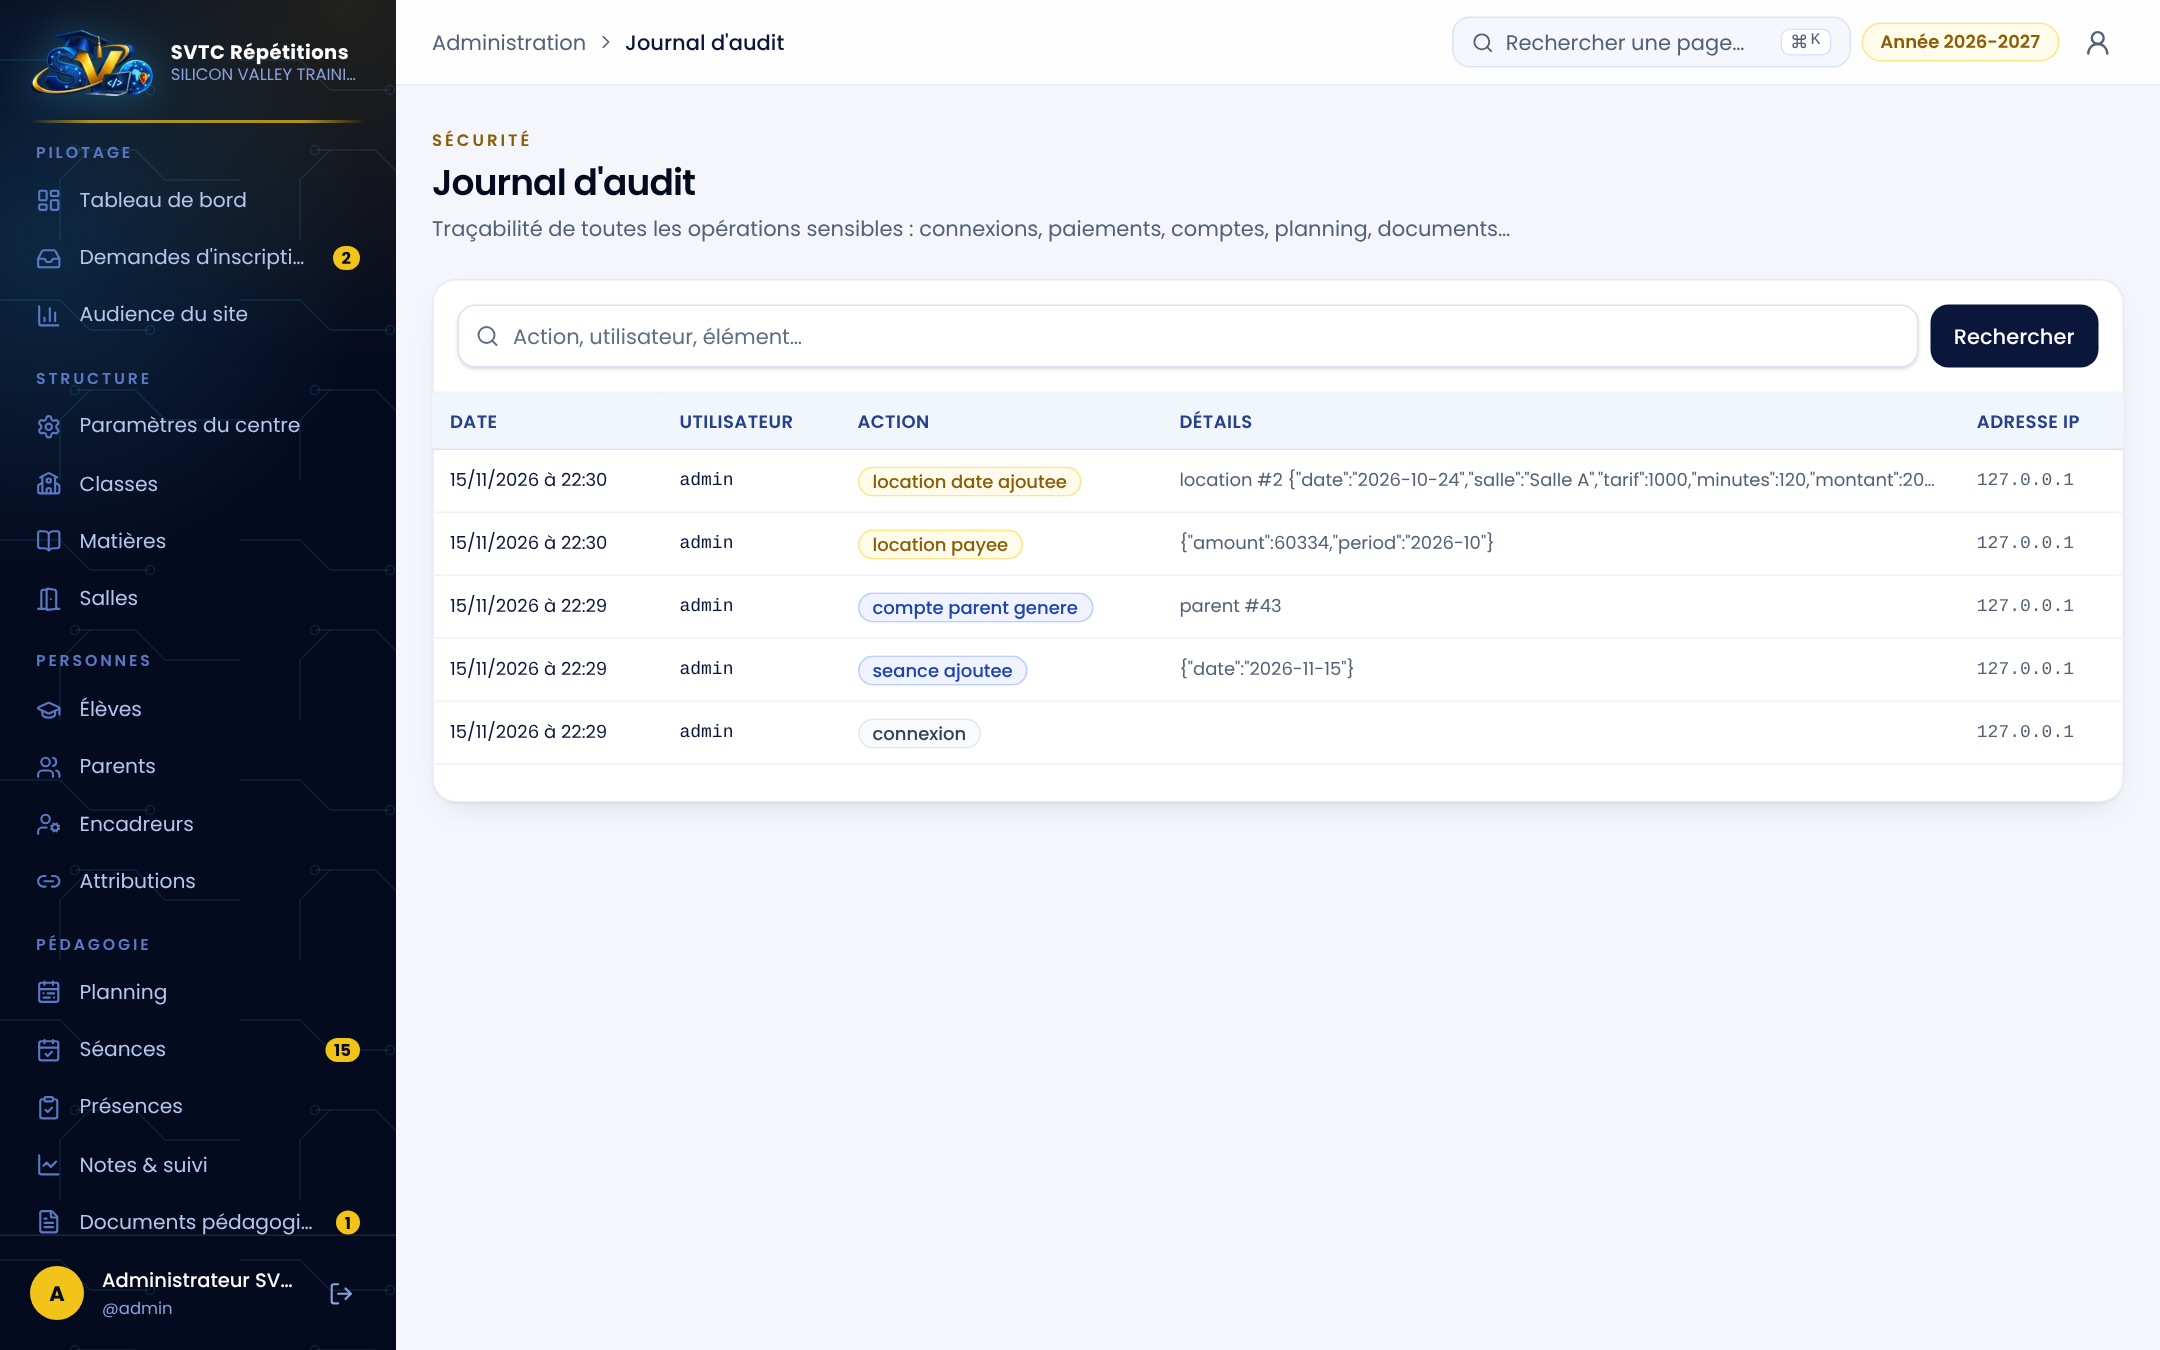 SVTC Répétitions
SILICON VALLEY TRAINI...
PILOTAGE
Tableau de bord
Demandes d'inscripti... 2
Audience du site
STRUCTURE
Paramètres du centre
Classes
Matières
Salles
PERSONNES
Élèves
Parents
Encadreurs
Attributions
PÉDAGOGIE
Planning
Séances 15
Présences
Notes & suivi
Documents pédagogi... 1
A
Administrateur SV...
@admin
Administration > Journal d'audit
Rechercher une page... ⌘ K
Année 2026-2027
SÉCURITÉ
Journal d'audit
Traçabilité de toutes les opérations sensibles : connexions, paiements, comptes, planning, documents...
Action, utilisateur, élément...
Rechercher
DATE UTILISATEUR ACTION DÉTAILS ADRESSE IP
15/11/2026 à 22:30 admin location date ajoutee location #2 {"date":"2026-10-24","salle":"Salle A","tarif":1000,"minutes":120,"montant":20... 127.0.0.1
15/11/2026 à 22:30 admin location payee {"amount":60334,"period":"2026-10"} 127.0.0.1
15/11/2026 à 22:29 admin compte parent genere parent #43 127.0.0.1
15/11/2026 à 22:29 admin seance ajoutee {"date":"2026-11-15"} 127.0.0.1
15/11/2026 à 22:29 admin connexion 127.0.0.1